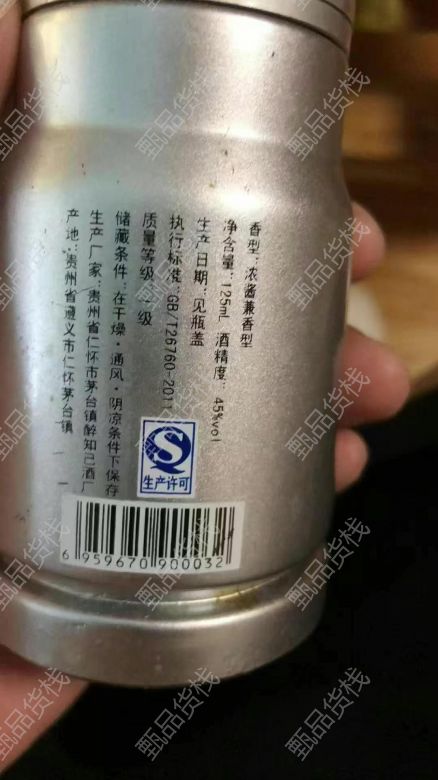 香型：浓酱兼香型
净含量：125mL 酒精度：45%vol
生产日期：见瓶盖
执行标准：GB/T26760-2011
质量等级：一级
储藏条件：在干燥·通风·阴凉条件下保存
生产厂家：贵州省仁怀市茅台镇醉知己酒厂
产地：贵州省遵义市仁怀茅台镇
QS
生产许可
6 959670 900032
甄品货栈